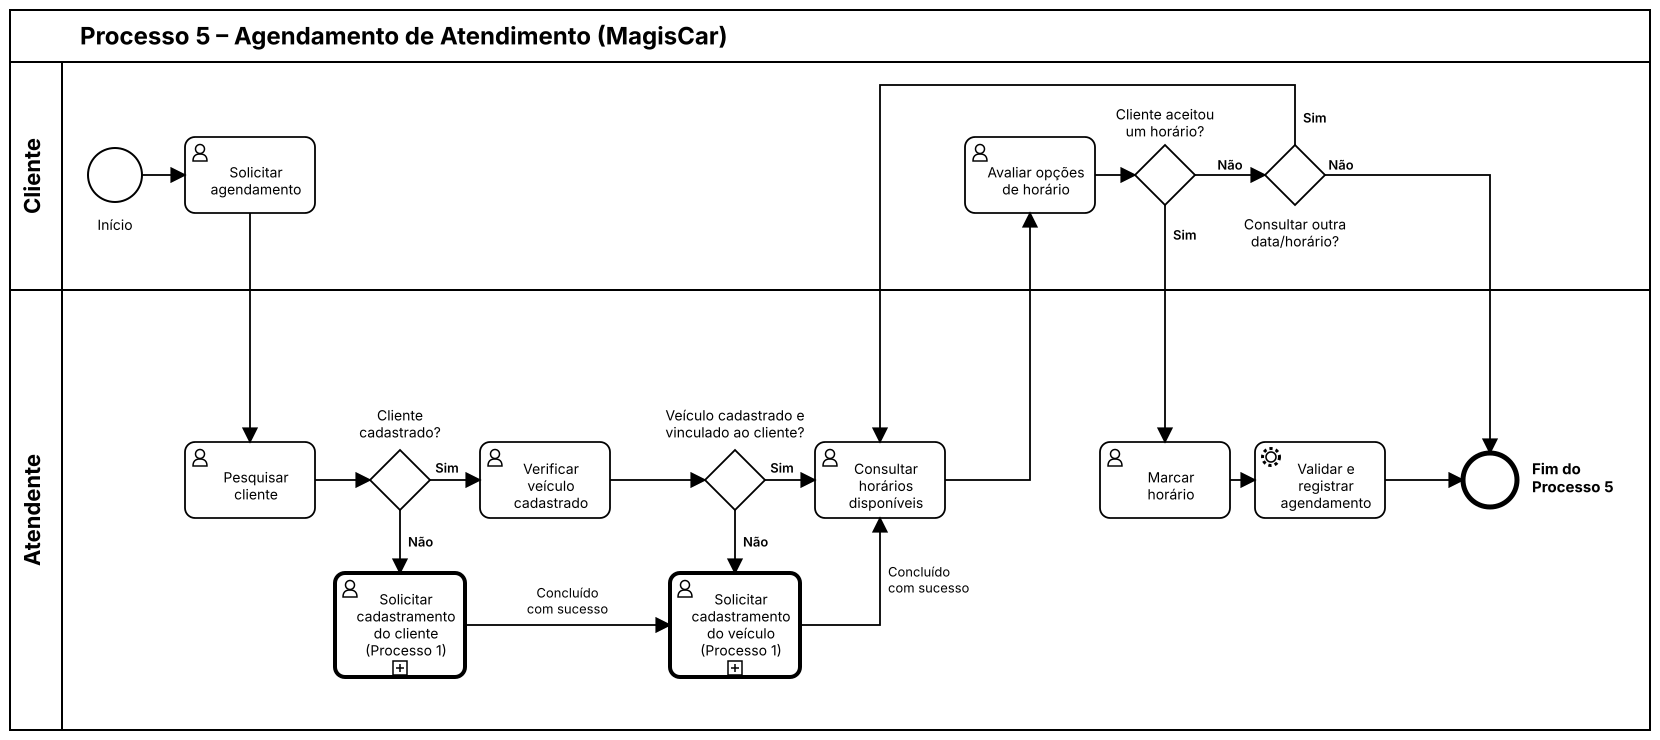 Processo 5 – Agendamento de Atendimento (MagisCar)
Cliente
Início
Solicitar
agendamento
Avaliar opções
de horário
Cliente aceitou
um horário?
Não
Sim
Sim
Não
Consultar outra
data/horário?
Atendente
Pesquisar
cliente
Cliente
cadastrado?
Sim
Não
Verificar
veículo
cadastrado
Veículo cadastrado e
vinculado ao cliente?
Sim
Não
Consultar
horários
disponíveis
Solicitar
cadastramento
do cliente
(Processo 1)
Concluído
com sucesso
Solicitar
cadastramento
do veículo
(Processo 1)
Concluído
com sucesso
Marcar
horário
Validar e
registrar
agendamento
Fim do
Processo 5